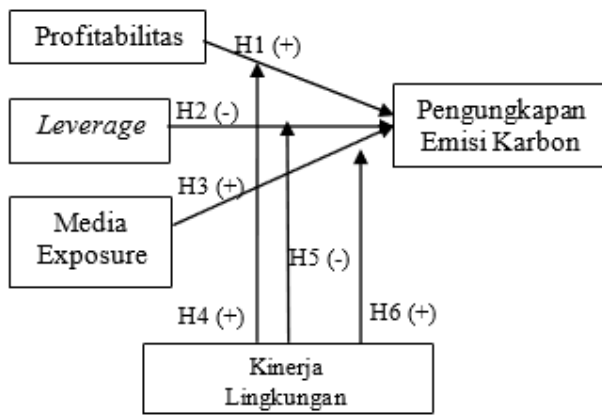 Profitabilitas
H1 (+)
Leverage
H2 (-)
Pengungkapan
Emisi Karbon
H3 (+)
Media
Exposure
H5 (-)
H4 (+)
H6 (+)
Kinerja
Lingkungan